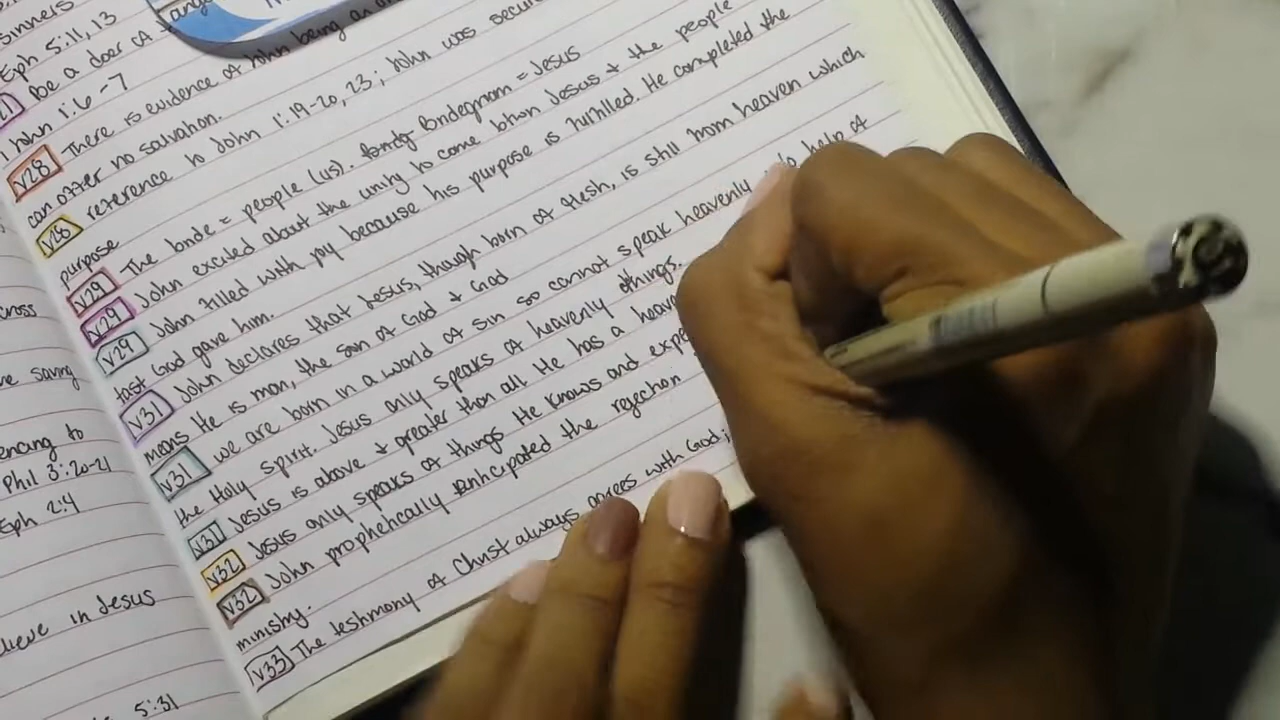 sinners
Eph 5:11, 13
Be a doer of
1 John 1:6-7
V28 There is evidence of John being an
can offer no salvation.
V28 reference to John 1:19-20, 23; John was secure
purpose
V29 The bride = people (us). Bridegroom = Jesus
V29 John excited about the unity to come btwn Jesus + the people
V29 John filled with joy because his purpose is fulfilled. He completed the
task God gave him.
V31 John declares that Jesus, though born of flesh, is still from heaven which
means He is man, the son of God + God
V31 we are born in a world of sin so cannot speak heavenly help of
the Holy spirit. Jesus only speaks of heavenly things.
V31 Jesus is above + greater than all He has a
V32 Jesus only speaks of things He knows and
V32 John prophetically anticipated the rejection
ministry.
V33 The testimony of Christ always agrees with God;
cross
saving
to
Phil 3:20-21
Eph 2:4
in Jesus
5:31